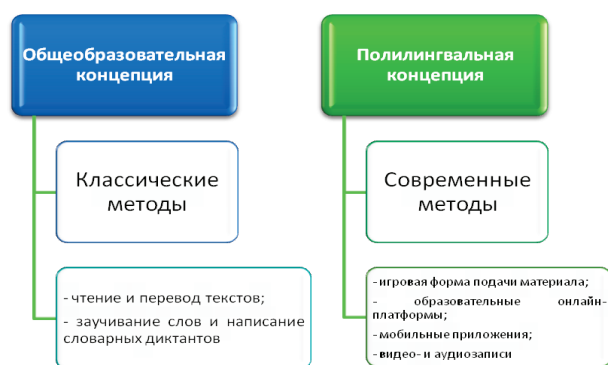 Общеобразовательная
концепция
Классические
методы
- чтение и перевод текстов;
- заучивание слов и написание
словарных диктантов
Полилингвальная
концепция
Современные
методы
- игровая форма подачи материала;
- образовательные онлайн-
платформы;
- мобильные приложения;
- видео- и аудиозаписи